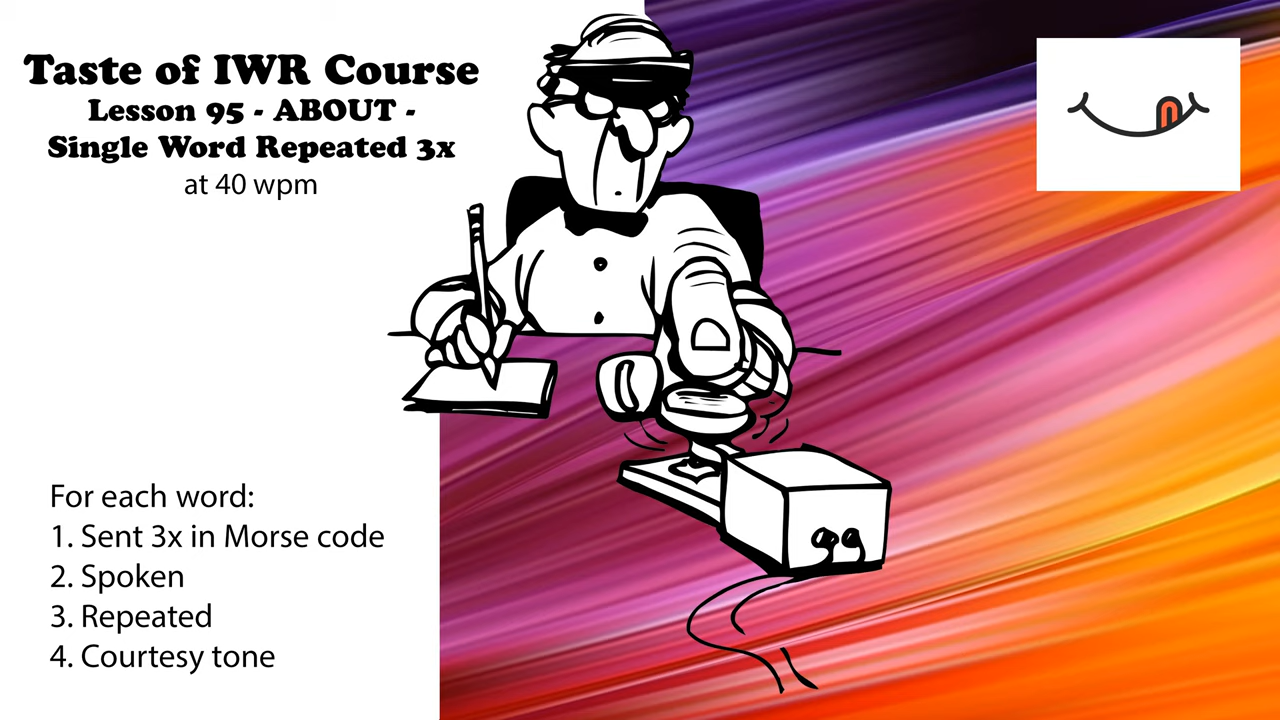 Taste of IWR Course
Lesson 95 - ABOUT -
Single Word Repeated 3x
at 40 wpm
For each word:
1. Sent 3x in Morse code
2. Spoken
3. Repeated
4. Courtesy tone